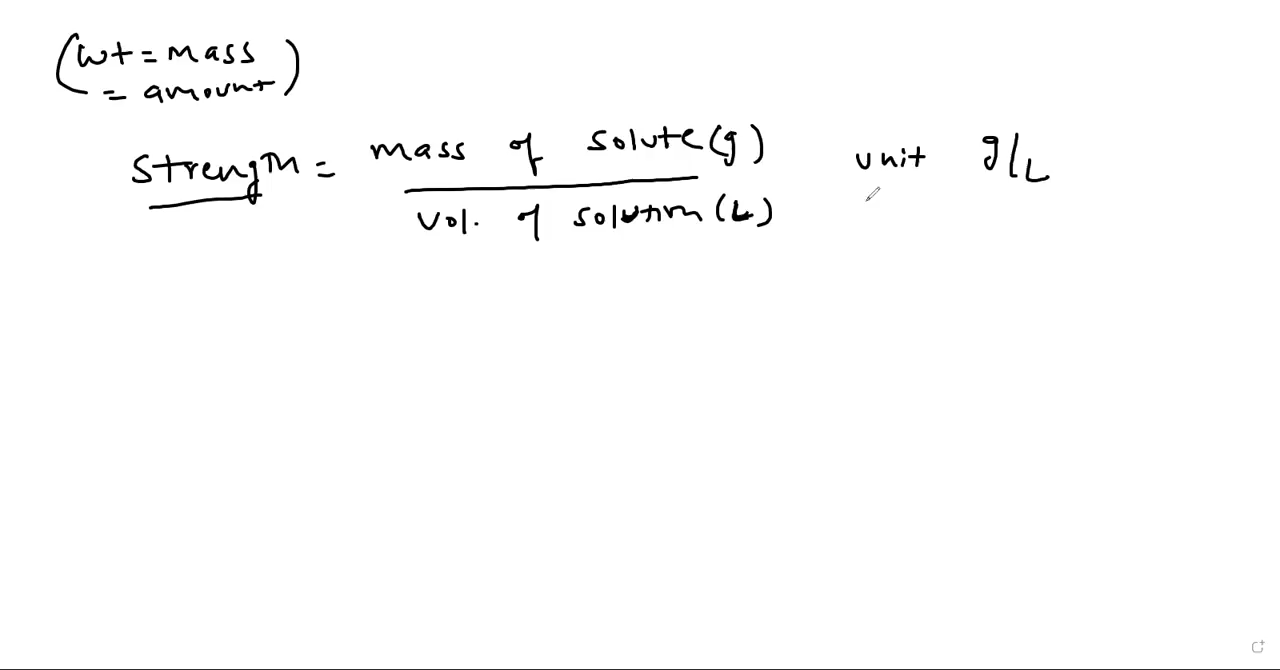 (wt = mass
= amount)
Strength = mass of solute (g) unit g/L
vol. of solution (L)